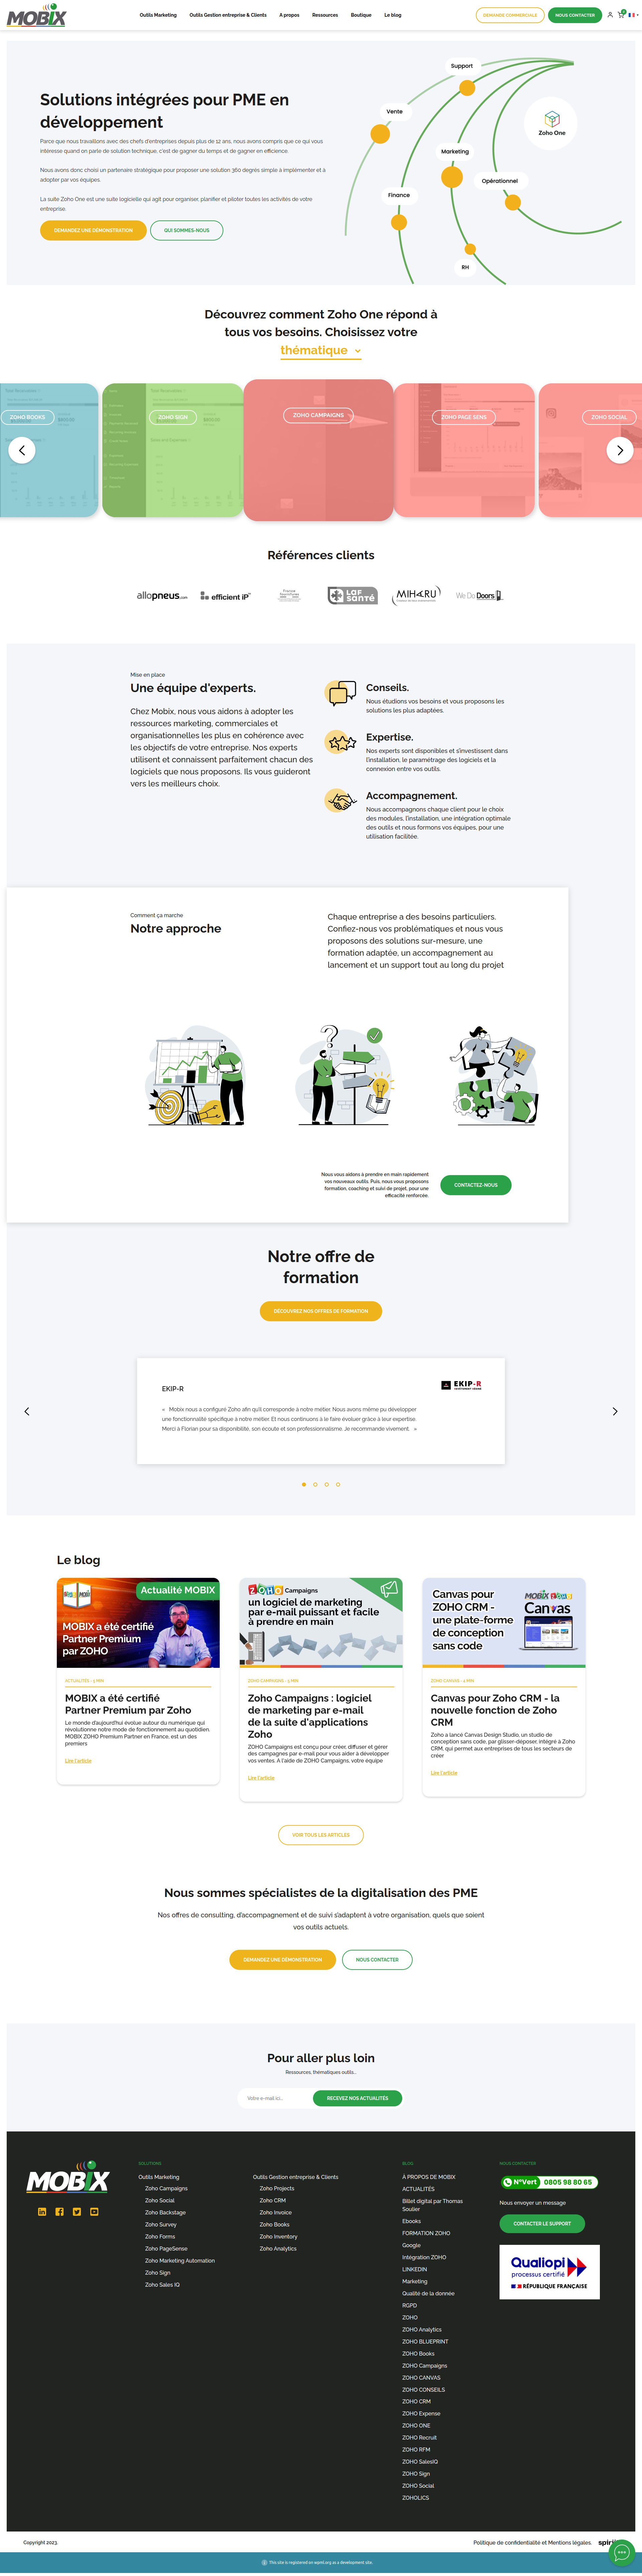 MOBIX
Outils Marketing
Outils Gestion entreprise & Clients
A propos
Ressources
Boutique
Le blog
DEMANDE COMMERCIALE
NOUS CONTACTER
Solutions intégrées pour PME en
développement
Parce que nous travaillons avec des chefs d'entreprises depuis plus de 12 ans, nous avons compris que ce qui vous
intéresse quand on parle de solution technique, c'est de gagner du temps et de gagner en efficience.
Nous avons donc choisi un partenaire stratégique pour proposer une solution 360 degrés simple à implémenter et à
adopter par vos équipes.
La suite Zoho One est une suite logicielle qui agit pour organiser, planifier et piloter toutes les activités de votre
entreprise.
DEMANDEZ UNE DÉMONSTRATION
QUI SOMMES-NOUS
Support
Vente
Zoho One
Marketing
Opérationnel
Finance
RH
Découvrez comment Zoho One répond à
tous vos besoins. Choisissez votre
thématique
ZOHO BOOKS
ZOHO SIGN
ZOHO CAMPAIGNS
ZOHO PAGE SENS
ZOHO SOCIAL
Références clients
allopneus.com
efficient iP
LGF santé
MIHARU
We Do Doors
Mise en place
Une équipe d'experts.
Chez Mobix, nous vous aidons à adopter les
ressources marketing, commerciales et
organisationnelles les plus en cohérence avec
les objectifs de votre entreprise. Nos experts
utilisent et connaissent parfaitement chacun des
logiciels que nous proposons. Ils vous guideront
vers les meilleurs choix.
Conseils.
Nous étudions vos besoins et vous proposons les
solutions les plus adaptées.
Expertise.
Nos experts sont disponibles et s'investissent dans
l'installation, le paramétrage des logiciels et la
connexion entre vos outils.
Accompagnement.
Nous accompagnons chaque client pour le choix
des modules, l'installation, une intégration optimale
des outils et nous formons vos équipes, pour une
utilisation facilitée.
Comment ça marche
Notre approche
Chaque entreprise a des besoins particuliers.
Confiez-nous vos problématiques et nous vous
proposons des solutions sur-mesure, une
formation adaptée, un accompagnement au
lancement et un support tout au long du projet
Nous vous aidons à prendre en main rapidement
vos nouveaux outils. Puis, nous vous proposons
formation, coaching et suivi de projet, pour une
efficacité renforcée.
CONTACTEZ-NOUS
Notre offre de
formation
DÉCOUVREZ NOS OFFRES DE FORMATION
EKIP-R
EKIP-R
« Mobix nous a configuré Zoho afin qu'il corresponde à notre métier. Nous avons même pu développer
une fonctionnalité spécifique à notre métier. Et nous continuons à le faire évoluer grâce à leur expertise.
Merci à Florian pour sa disponibilité, son écoute et son professionnalisme. Je recommande vivement. «
Le blog
Actualité MOBIX
MOBIX a été certifié
Partner Premium
par ZOHO
ACTUALITÉS - 3 MIN
MOBIX a été certifié
Partner Premium par Zoho
Le monde d'aujourd'hui évolue autour du numérique qui
révolutionne notre mode de fonctionnement au quotidien.
MOBIX ZOHO Premium Partner en France, est un des
premiers
Lire l'article
ZOHO Campaigns
un logiciel de marketing
par e-mail puissant et facile
à prendre en main
ZOHO CAMPAIGNS - 4 MIN
Zoho Campaigns : logiciel
de marketing par e-mail
de la suite d'applications
Zoho
ZOHO Campaigns est conçu pour créer, diffuser et gérer
des campagnes par e-mail pour vous aider à développer
vos ventes. A l'aide de ZOHO Campaigns, votre équipe
Lire l'article
Canvas pour
ZOHO CRM -
une plate-forme
de conception
sans code
MOBIX
Canvas
ZOHO CANVAS - 4 MIN
Canvas pour Zoho CRM - la
nouvelle fonction de Zoho
CRM
Zoho a lancé Canvas Design Studio, un studio de
conception sans code, par glisser-déposer, intégré à Zoho
CRM, qui permet aux entreprises de tous les secteurs de
créer
Lire l'article
VOIR TOUS LES ARTICLES
Nous sommes spécialistes de la digitalisation des PME
Nos offres de consulting, d'accompagnement et de suivi s'adaptent à votre organisation, quels que soient
vos outils actuels.
DEMANDEZ UNE DÉMONSTRATION
NOUS CONTACTER
Pour aller plus loin
Ressources, thématiques outils...
Votre e-mail ici...
RECEVEZ NOS ACTUALITÉS
MOBIX
SOLUTIONS
Outils Marketing
Zoho Campaigns
Zoho Social
Zoho Backstage
Zoho Survey
Zoho Forms
Zoho PageSense
Zoho Marketing Automation
Zoho Sign
Zoho Sales IQ
Outils Gestion entreprise & Clients
Zoho Projects
Zoho CRM
Zoho Invoice
Zoho Books
Zoho Inventory
Zoho Analytics
BLOG
À PROPOS DE MOBIX
ACTUALITÉS
Billet digital par Thomas
Soulier
Ebooks
FORMATION ZOHO
Google
Intégration ZOHO
LINKEDIN
Marketing
Qualité de la donnée
RGPD
ZOHO
ZOHO Analytics
ZOHO BLUEPRINT
ZOHO Books
ZOHO Campaigns
ZOHO CANVAS
ZOHO CONSEILS
ZOHO CRM
ZOHO Expense
ZOHO ONE
ZOHO Recruit
ZOHO RFM
ZOHO SalesIQ
ZOHO Sign
ZOHO Social
ZOHOLICS
NOUS CONTACTER
N°Vert 0805 98 80 65
Nous envoyer un message
CONTACTER LE SUPPORT
Qualiopi
processus certifié
RÉPUBLIQUE FRANÇAISE
Copyright 2023
Politique de confidentialité et Mentions légales.
This site is registered on wpml.org as a development site.